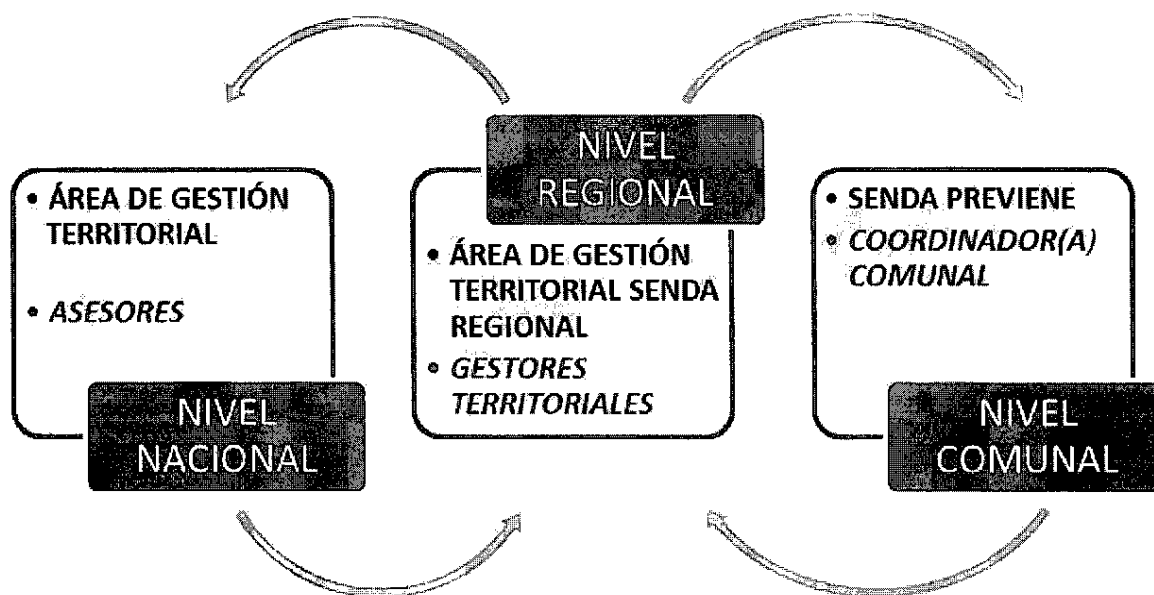 • ÁREA DE GESTIÓN
TERRITORIAL
• ASESORES
NIVEL
NACIONAL
NIVEL
REGIONAL
• ÁREA DE GESTIÓN
TERRITORIAL SENDA
REGIONAL
• GESTORES
TERRITORIALES
• SENDA PREVIENE
• COORDINADOR(A)
COMUNAL
NIVEL
COMUNAL